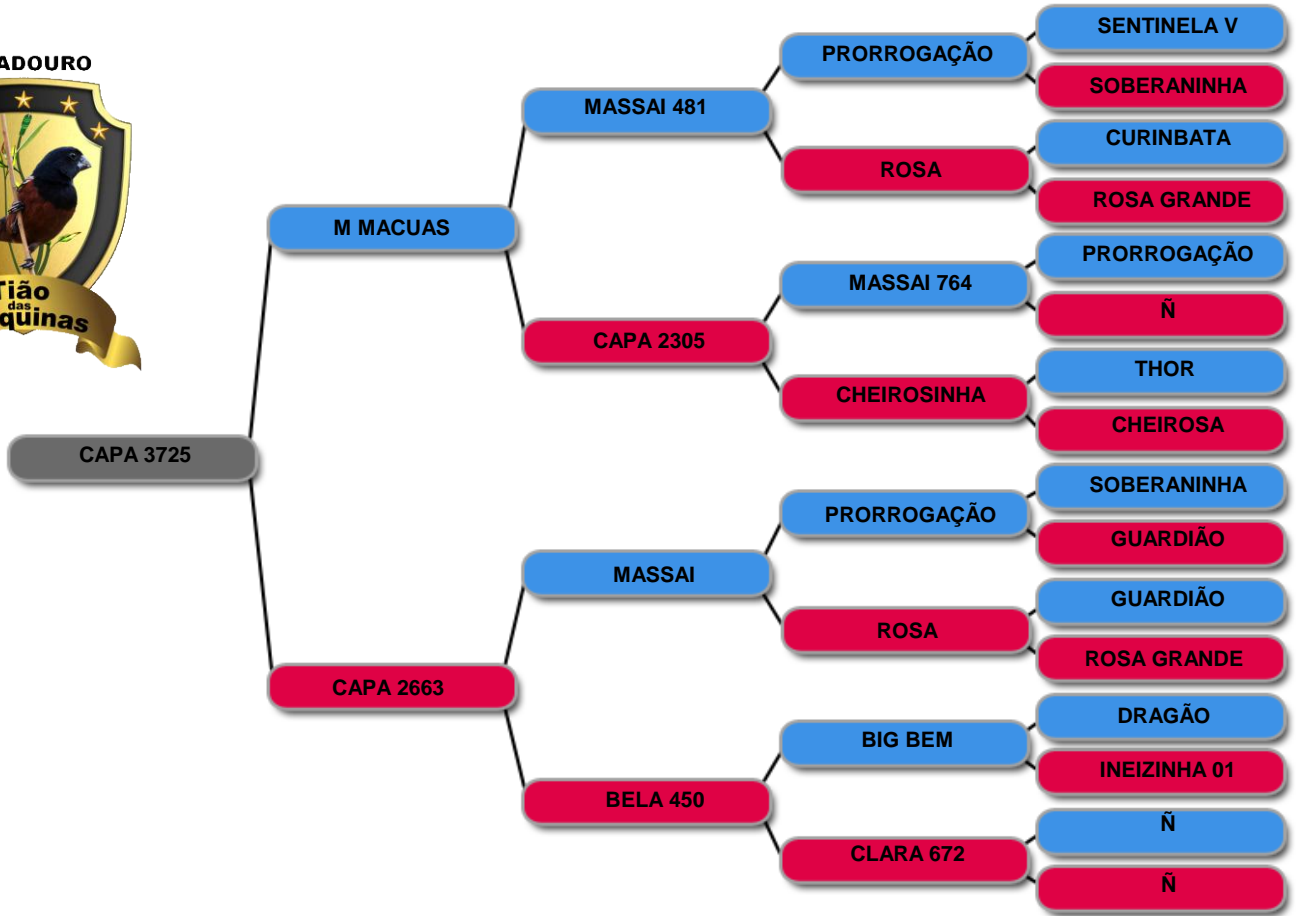 ADOURO
Tião
das
quinas
CAPA 3725
M MACUAS
CAPA 2663
MASSAI 481
CAPA 2305
MASSAI
BELA 450
PRORROGAÇÃO
ROSA
MASSAI 764
CHEIROSINHA
PRORROGAÇÃO
ROSA
BIG BEM
CLARA 672
SENTINELA V
SOBERANINHA
CURINBATA
ROSA GRANDE
PRORROGAÇÃO
Ñ
THOR
CHEIROSA
SOBERANINHA
GUARDIÃO
GUARDIÃO
ROSA GRANDE
DRAGÃO
INEIZINHA 01
Ñ
Ñ